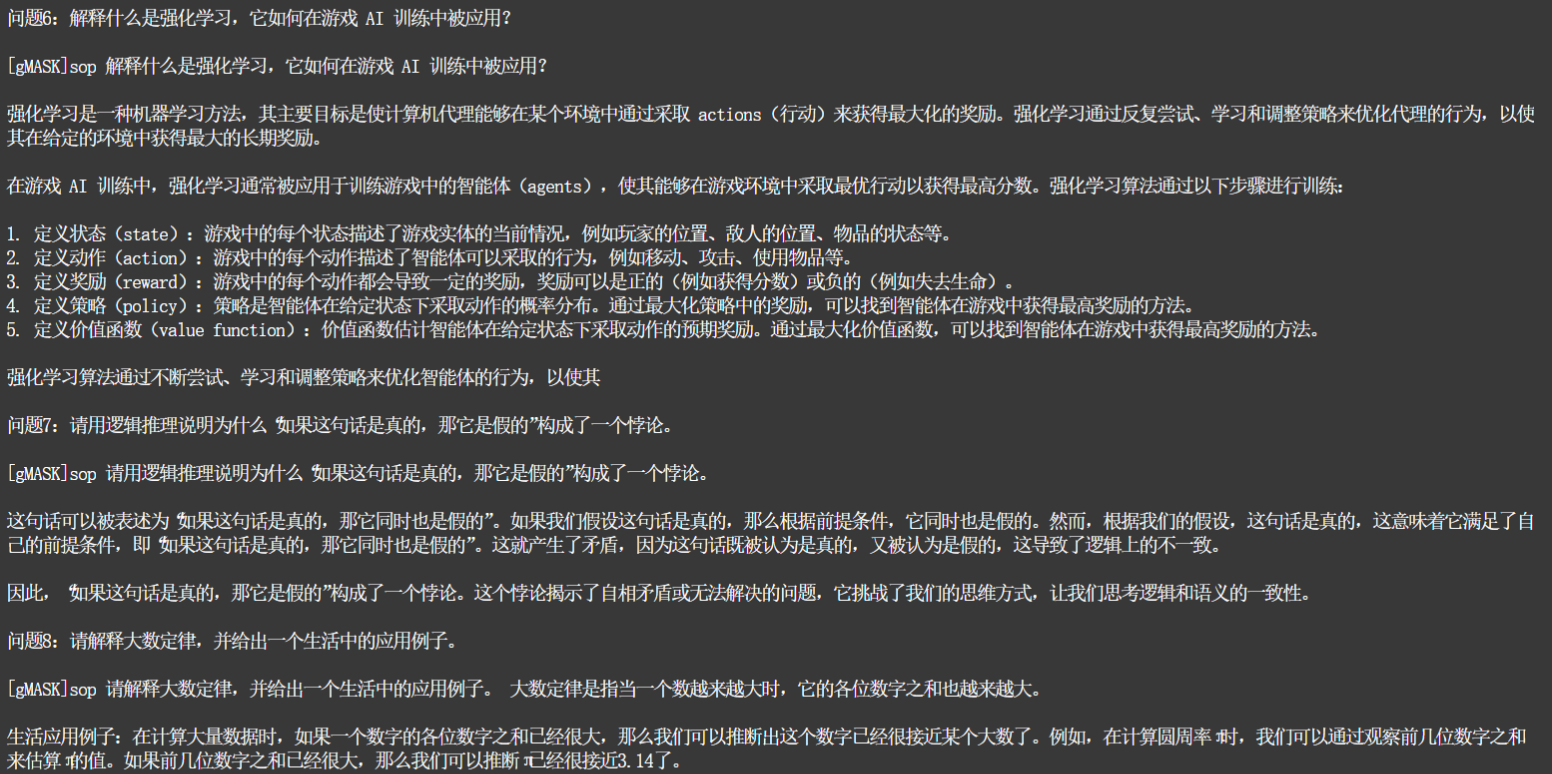 问题6: 解释什么是强化学习，它如何在游戏 AI 训练中被应用？
[gMASK]sop 解释什么是强化学习，它如何在游戏 AI 训练中被应用？
强化学习是一种机器学习方法，其主要目标是使计算机代理能够在某个环境中通过采取 actions（行动）来获得最大化的奖励。强化学习通过反复尝试、学习和调整策略来优化代理的行为，以使
其在给定的环境中获得最大的长期奖励。
在游戏 AI 训练中，强化学习通常被应用于训练游戏中的智能体（agents），使其能够在游戏环境中采取最优行动以获得最高分数。强化学习算法通过以下步骤进行训练：
1. 定义状态（state）：游戏中的每个状态描述了游戏实体的当前情况，例如玩家的位置、敌人的位置、物品的状态等。
2. 定义动作（action）：游戏中的每个动作描述了智能体可以采取的行为，例如移动、攻击、使用物品等。
3. 定义奖励（reward）：游戏中的每个动作都会导致一定的奖励，奖励可以是正的（例如获得分数）或负的（例如失去生命）。
4. 定义策略（policy）：策略是智能体在给定状态下采取动作的概率分布。通过最大化策略中的奖励，可以找到智能体在游戏中获得最高奖励的方法。
5. 定义价值函数（value function）：价值函数估计智能体在给定状态下采取动作的预期奖励。通过最大化价值函数，可以找到智能体在游戏中获得最高奖励的方法。
强化学习算法通过不断尝试、学习和调整策略来优化智能体的行为，以使其
问题7: 请用逻辑推理说明为什么“如果这句话是真的，那它是假的”构成了一个悖论。
[gMASK]sop 请用逻辑推理说明为什么“如果这句话是真的，那它是假的”构成了一个悖论。
这句话可以被表述为“如果这句话是真的，那它同时也是假的”。如果我们假设这句话是真的，那么根据前提条件，它同时也是假的。然而，根据我们的假设，这句话是真的，这意味着它满足了自
己的前提条件，即“如果这句话是真的，那它同时也是假的”。这就产生了矛盾，因为这句话既被认为是真的，又被认为是假的，这导致了逻辑上的不一致。
因此，“如果这句话是真的，那它是假的”构成了一个悖论。这个悖论揭示了自相矛盾或无法解决的问题，它挑战了我们的思维方式，让我们思考逻辑和语义的一致性。
问题8: 请解释大数定律，并给出一个生活中的应用例子。
[gMASK]sop 请解释大数定律，并给出一个生活中的应用例子。 大数定律是指当一个数越来越大时，它的各位数字之和也越来越大。
生活应用例子：在计算大量数据时，如果一个数字的各位数字之和已经很大，那么我们可以推断出这个数字已经很接近某个大数了。例如，在计算圆周率π时，我们可以通过观察前几位数字之和
来估算π的值。如果前几位数字之和已经很大，那么我们可以推断π已经很接近3.14了。